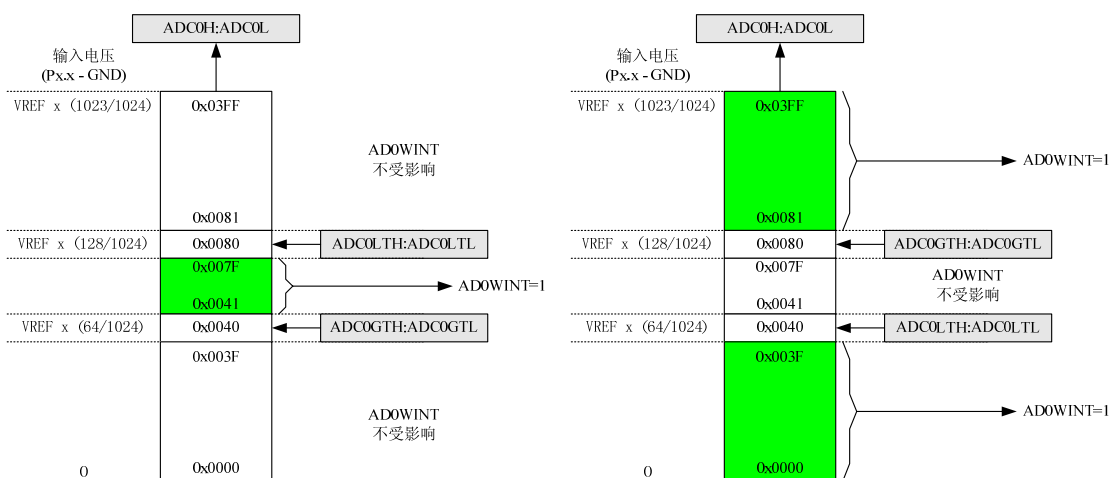 ADC0H:ADC0L
输入电压
(Px.x - GND)
VREF x (1023/1024)
0x03FF
AD0WINT
不受影响
0x0081
VREF x (128/1024)
0x0080
ADC0LTH:ADC0LTL
0x007F
AD0WINT=1
0x0041
VREF x (64/1024)
0x0040
ADC0GTH:ADC0GTL
0x003F
AD0WINT
不受影响
0
0x0000
ADC0H:ADC0L
输入电压
(Px.x - GND)
VREF x (1023/1024)
0x03FF
AD0WINT=1
0x0081
VREF x (128/1024)
0x0080
ADC0GTH:ADC0GTL
0x007F
AD0WINT
不受影响
0x0041
VREF x (64/1024)
0x0040
ADC0LTH:ADC0LTL
0x003F
AD0WINT=1
0
0x0000